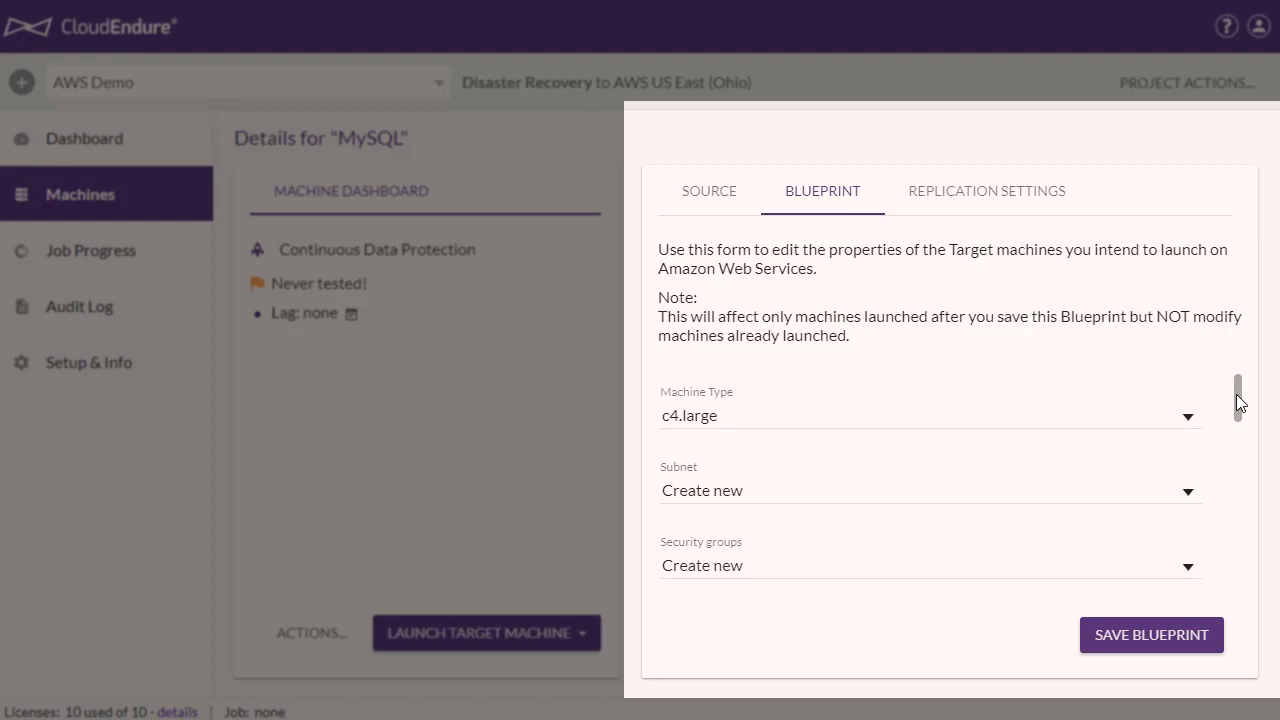 CloudEndure®
AWS Demo
Disaster Recovery to AWS US East (Ohio)
PROJECT ACTIONS...
Dashboard
Machines
Job Progress
Audit Log
Setup & Info
Details for "MySQL"
MACHINE DASHBOARD
Continuous Data Protection
Never tested!
Lag: none
ACTIONS...
LAUNCH TARGET MACHINE
SOURCE
BLUEPRINT
REPLICATION SETTINGS
Use this form to edit the properties of the Target machines you intend to launch on
Amazon Web Services.
Note:
This will affect only machines launched after you save this Blueprint but NOT modify
machines already launched.
Machine Type
c4.large
Subnet
Create new
Security groups
Create new
SAVE BLUEPRINT
Licenses: 10 used of 10 - details | Job: none